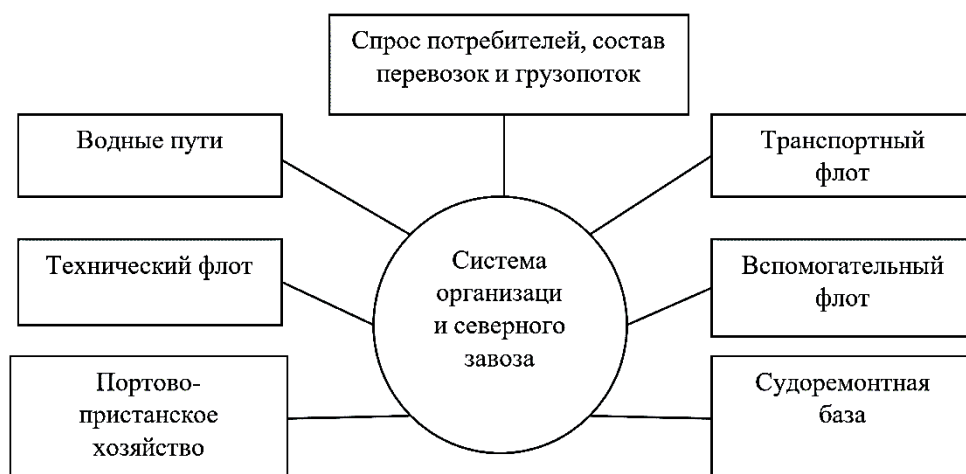 Спрос потребителей, состав
перевозок и грузопоток
Водные пути
Транспортный
флот
Технический флот
Система
организаци
и северного
завоза
Вспомогательный
флот
Портово-
пристанское
хозяйство
Судоремонтная
база